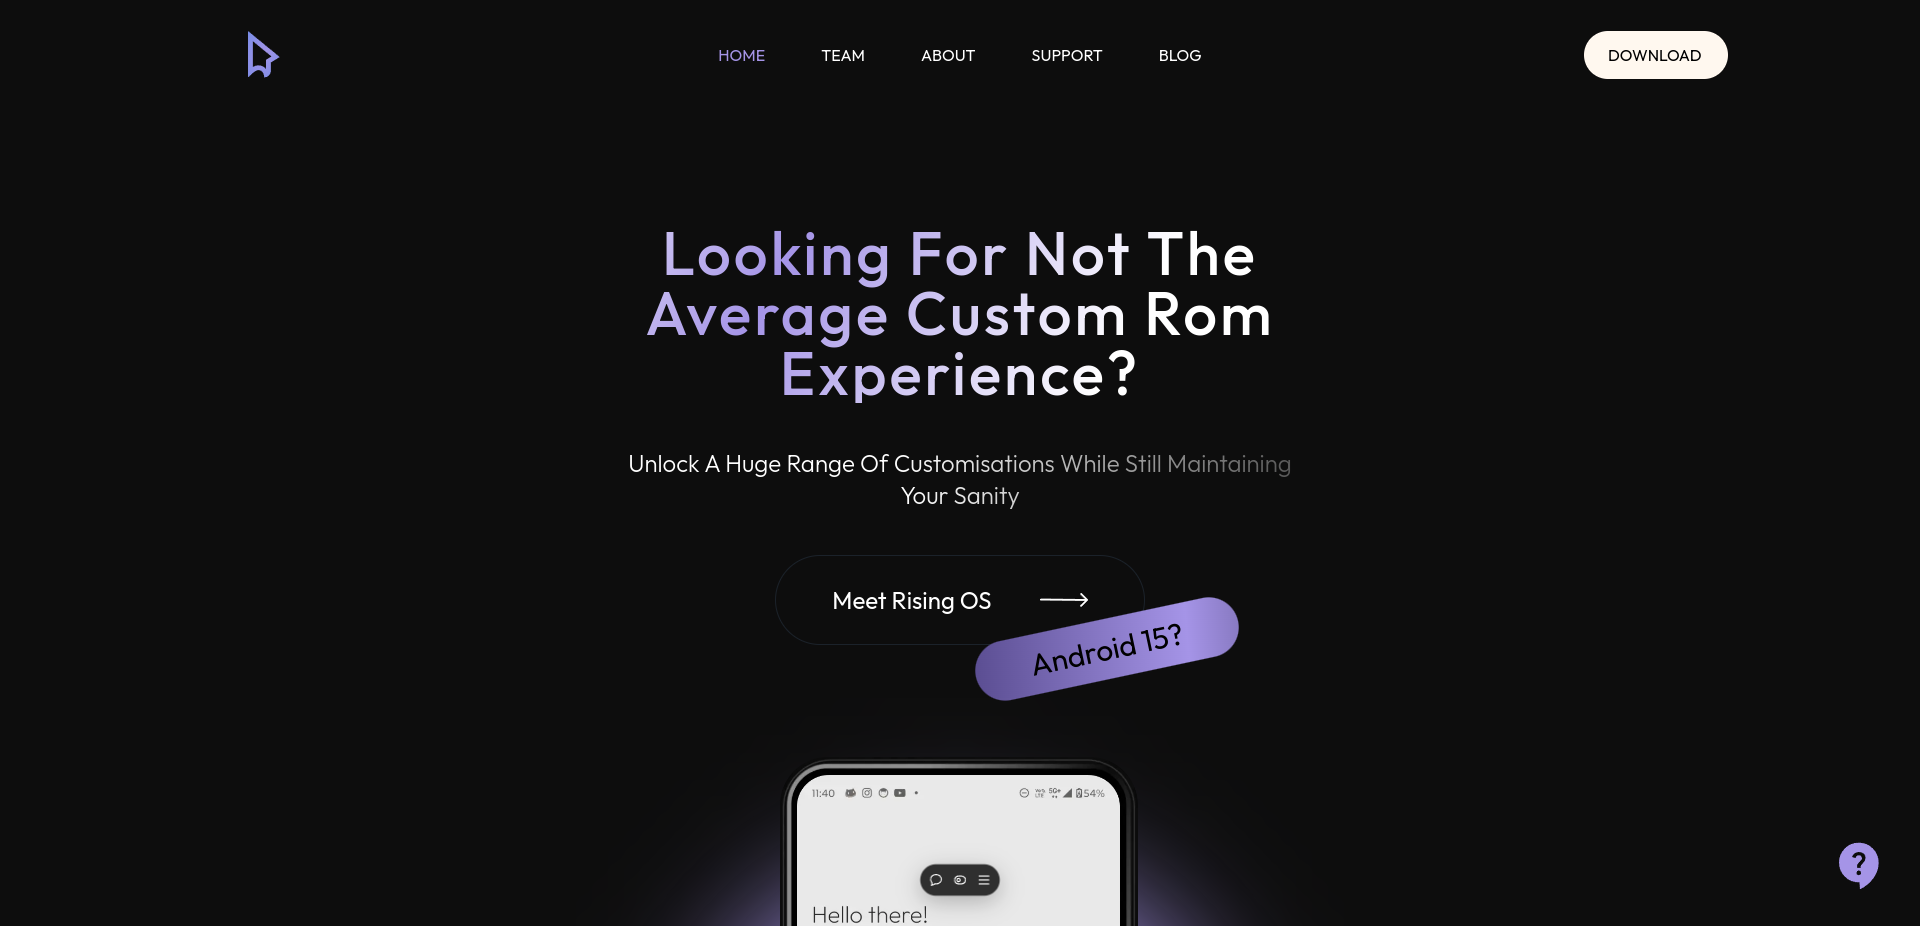 HOME TEAM ABOUT SUPPORT BLOG DOWNLOAD
Looking For Not The
Average Custom Rom
Experience?
Unlock A Huge Range Of Customisations While Still Maintaining
Your Sanity
Meet Rising OS
Android 15?
11:40 5G+ 54%
Hello there!
?